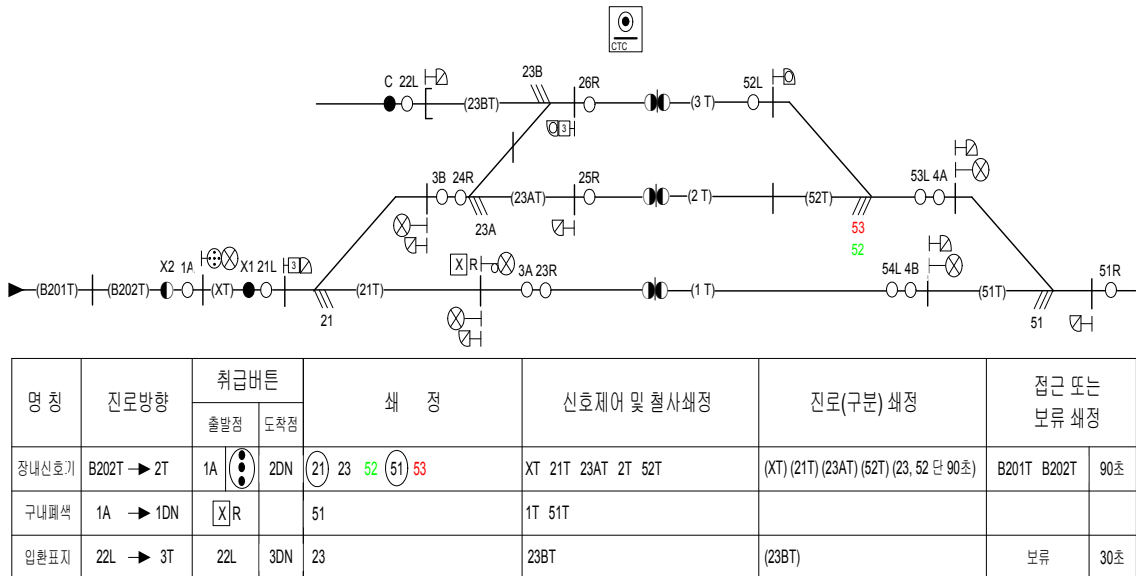 CTC
C 22L 23B 26R 52L
(23BT) (3 T)
3
3B 24R 25R 53L 4A
(23AT) (2 T) (52T)
23A 53
52
X2 1A X1 21L 3 X R 3A 23R 54L 4B 51R
(B201T) (B202T) (XT) (21T) (1 T) (51T)
21 51
명 칭 진로방향 취급버튼 쇄 정 신호제어 및 철사쇄정 진로(구분) 쇄정 접근 또는
보류 쇄정
출발점 도착점
장내신호기 B202T → 2T 1A 2DN 21 23 52 51 53 XT 21T 23AT 2T 52T (XT) (21T) (23AT) (52T) (23, 52 단 90초) B201T B202T 90초
구내폐색 1A → 1DN X R 51 1T 51T
입환표지 22L → 3T 22L 3DN 23 23BT (23BT) 보류 30초